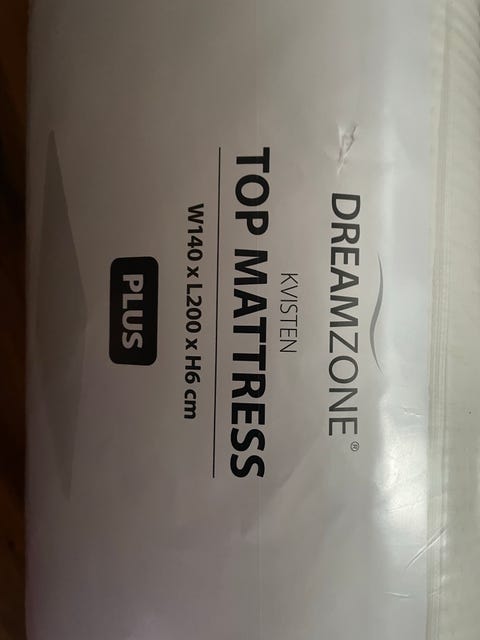 DREAMZONE®
KVISTEN
TOP MATTRESS
W140 x L200 x H6 cm
PLUS